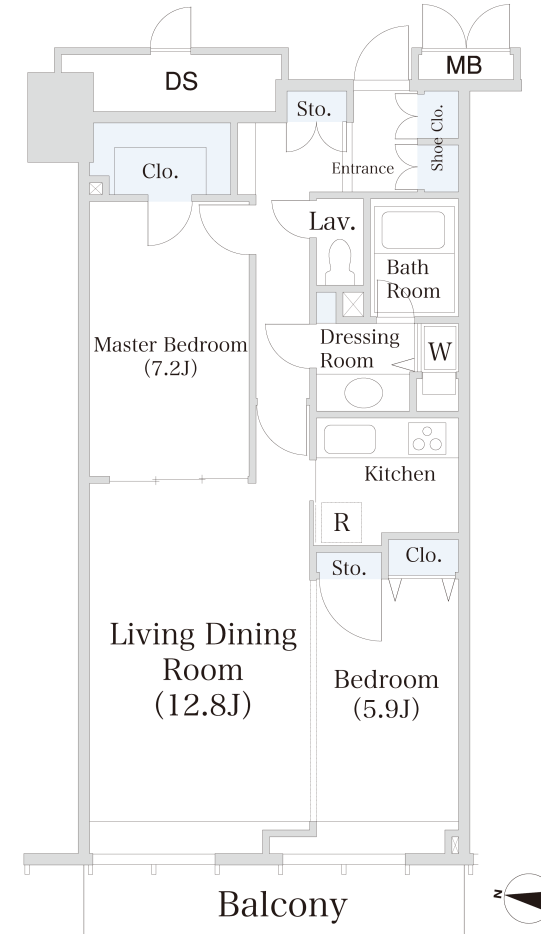 MB
DS
Sto.
Shoe Clo.
Clo.
Entrance
Lav.
Bath
Room
Master Bedroom
(7.2J)
Dressing
Room
W
Kitchen
R
Sto.
Clo.
Living Dining
Room
(12.8J)
Bedroom
(5.9J)
Balcony
N